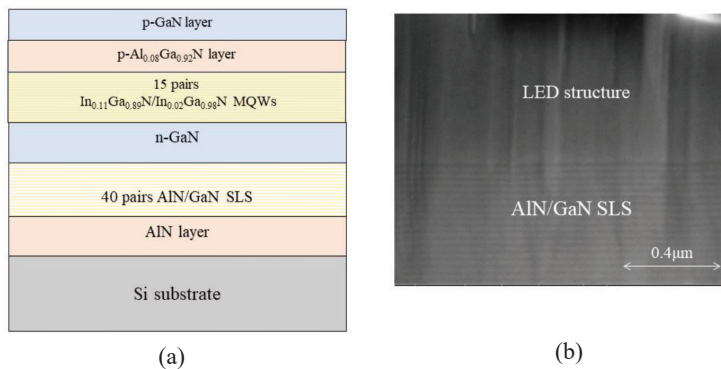 p-GaN layer
p-Al₀.₀₈Ga₀.₉₂N layer
15 pairs
In₀.₁₁Ga₀.₈₉N/In₀.₀₂Ga₀.₉₈N MQWs
n-GaN
40 pairs AlN/GaN SLS
AlN layer
Si substrate
(a)
LED structure
AlN/GaN SLS
0.4μm
(b)